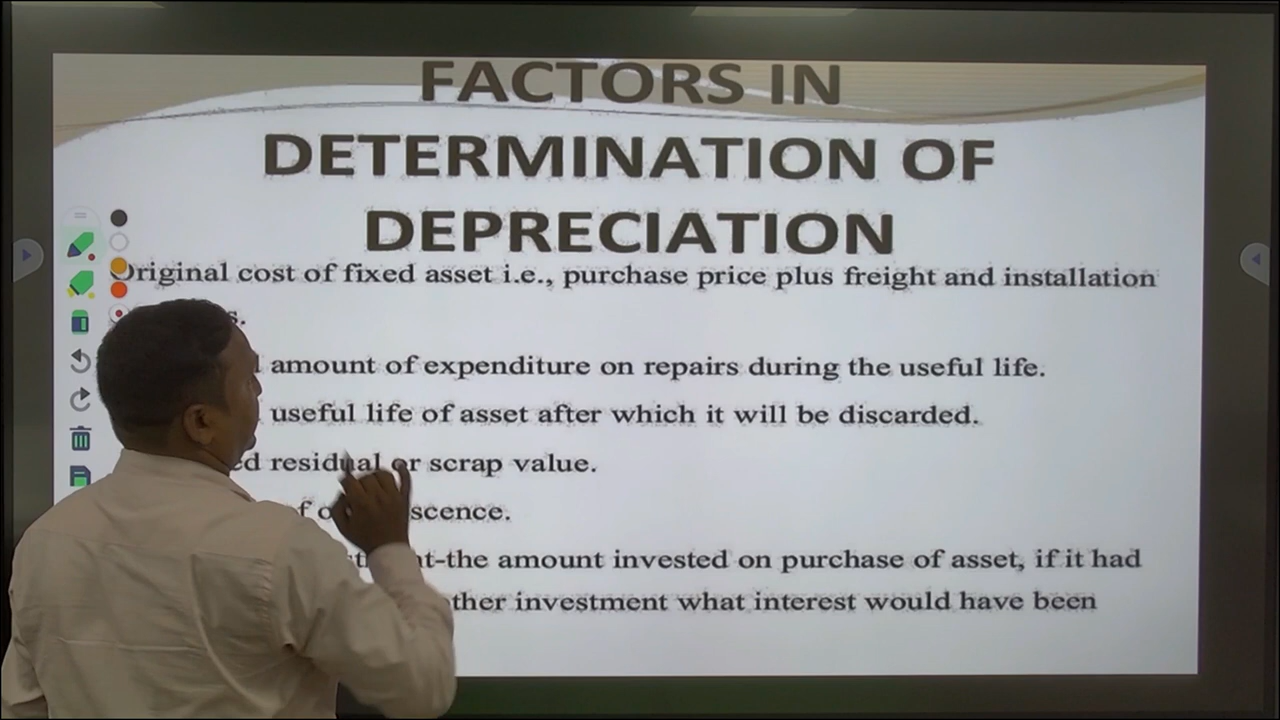 FACTORS IN
DETERMINATION OF
DEPRECIATION
Original cost of fixed asset i.e., purchase price plus freight and installation
amount of expenditure on repairs during the useful life.
useful life of asset after which it will be discarded.
residual or scrap value.
of
the amount invested on purchase of asset, if it had
investment what interest would have been